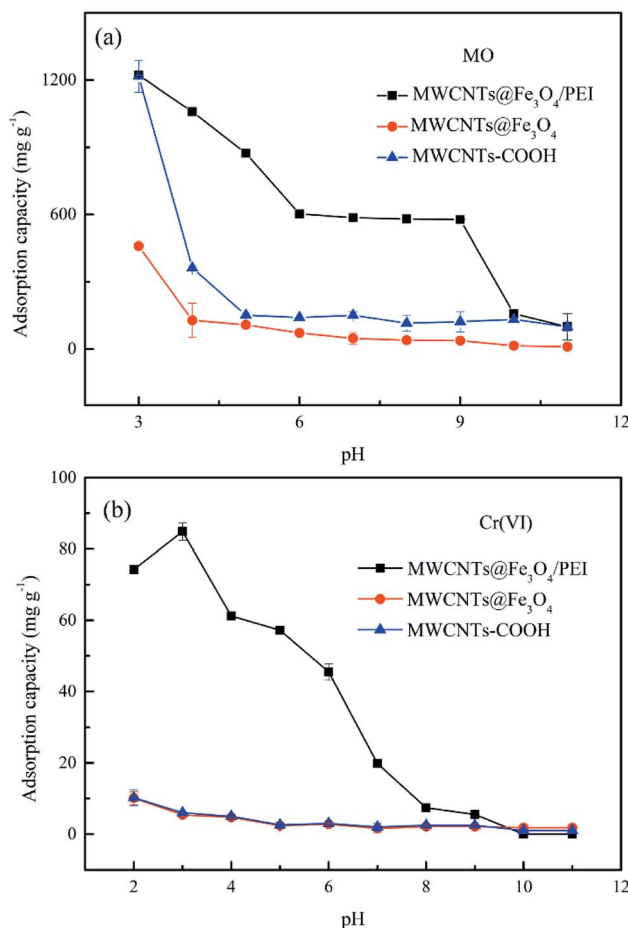 (a)
MO
MWCNTs@Fe₃O₄/PEI
MWCNTs@Fe₃O₄
MWCNTs-COOH
Adsorption capacity (mg g⁻¹)
1200
600
0
3
6
9
12
pH
(b)
Cr(VI)
MWCNTs@Fe₃O₄/PEI
MWCNTs@Fe₃O₄
MWCNTs-COOH
Adsorption capacity (mg g⁻¹)
100
80
60
40
20
0
2
4
6
8
10
12
pH